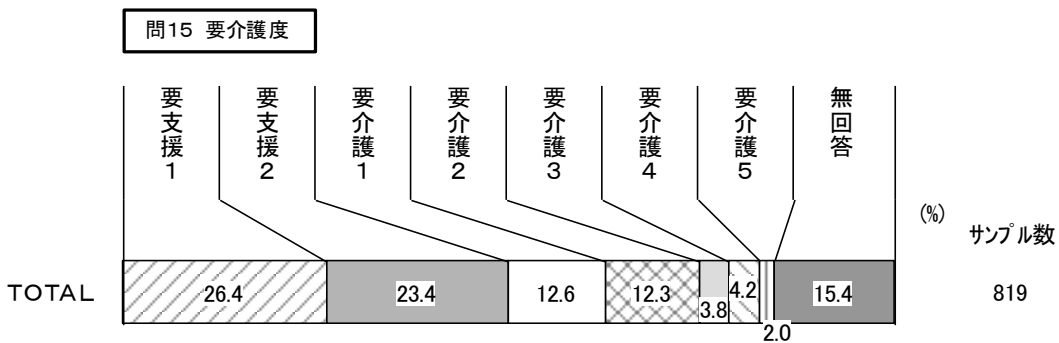 問15 要介護度
要支援1
要支援2
要介護1
要介護2
要介護3
要介護4
要介護5
無回答
(%)
サンプル数
TOTAL
26.4
23.4
12.6
12.3
3.8
4.2
2.0
15.4
819